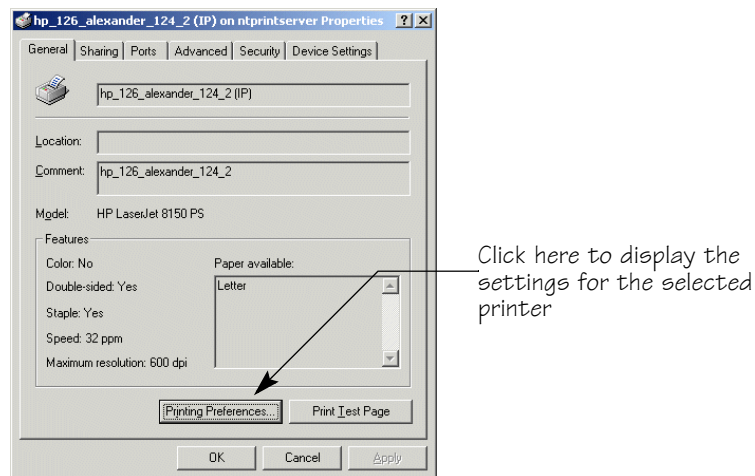 hp_126_alexander_124_2 (IP) on ntprintserver Properties
General Sharing Ports Advanced Security Device Settings
hp_126_alexander_124_2 (IP)
Location:
Comment: hp_126_alexander_124_2
Model: HP LaserJet 8150 PS
Features
Color: No
Paper available:
Double-sided: Yes
Letter
Staple: Yes
Speed: 32 ppm
Maximum resolution: 600 dpi
Printing Preferences...
Print Test Page
OK Cancel Apply
Click here to display the
settings for the selected
printer